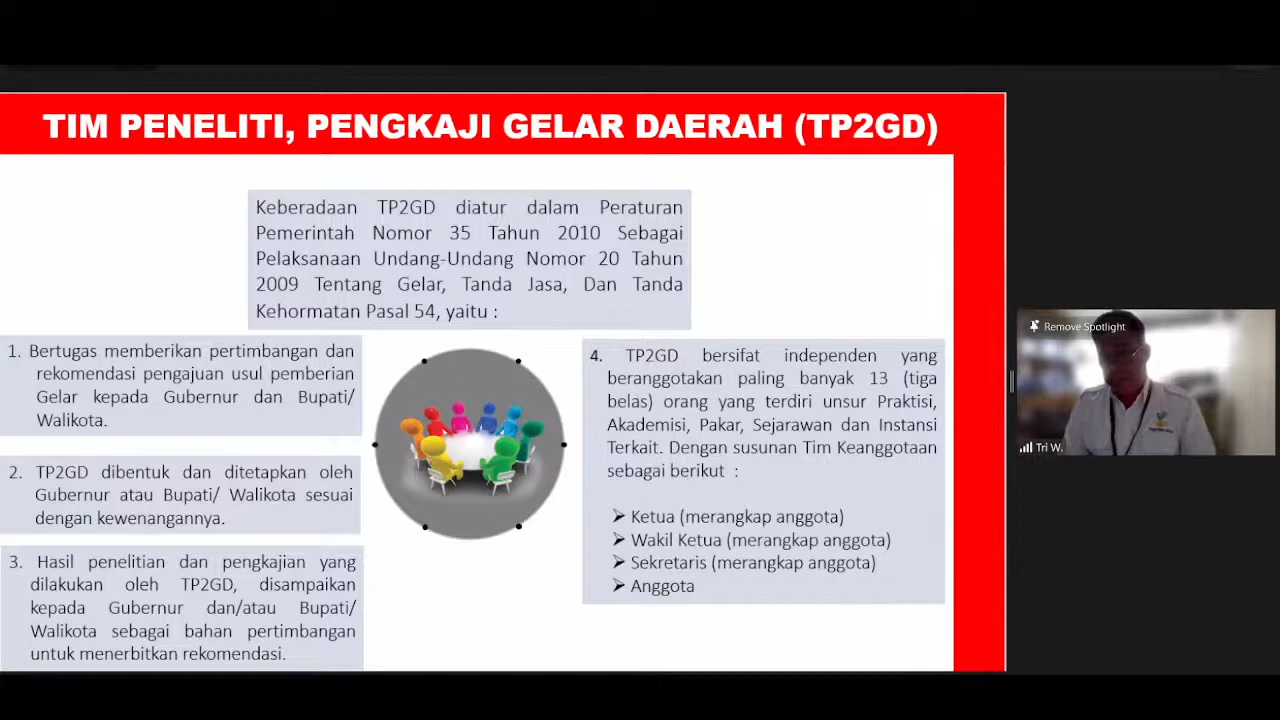 TIM PENELITI, PENGKAJI GELAR DAERAH (TP2GD)
Keberadaan TP2GD diatur dalam Peraturan
Pemerintah Nomor 35 Tahun 2010 Sebagai
Pelaksanaan Undang-Undang Nomor 20 Tahun
2009 Tentang Gelar, Tanda Jasa, Dan Tanda
Kehormatan Pasal 54, yaitu :
1. Bertugas memberikan pertimbangan dan
rekomendasi pengajuan usul pemberian
Gelar kepada Gubernur dan Bupati/
Walikota.
2. TP2GD dibentuk dan ditetapkan oleh
Gubernur atau Bupati/ Walikota sesuai
dengan kewenangannya.
3. Hasil penelitian dan pengkajian yang
dilakukan oleh TP2GD, disampaikan
kepada Gubernur dan/atau Bupati/
Walikota sebagai bahan pertimbangan
untuk menerbitkan rekomendasi.
4. TP2GD bersifat independen yang
beranggotakan paling banyak 13 (tiga
belas) orang yang terdiri unsur Praktisi,
Akademisi, Pakar, Sejarawan dan Instansi
Terkait. Dengan susunan Tim Keanggotaan
sebagai berikut :
➢ Ketua (merangkap anggota)
➢ Wakil Ketua (merangkap anggota)
➢ Sekretaris (merangkap anggota)
➢ Anggota
Remove Spotlight
Tri W.